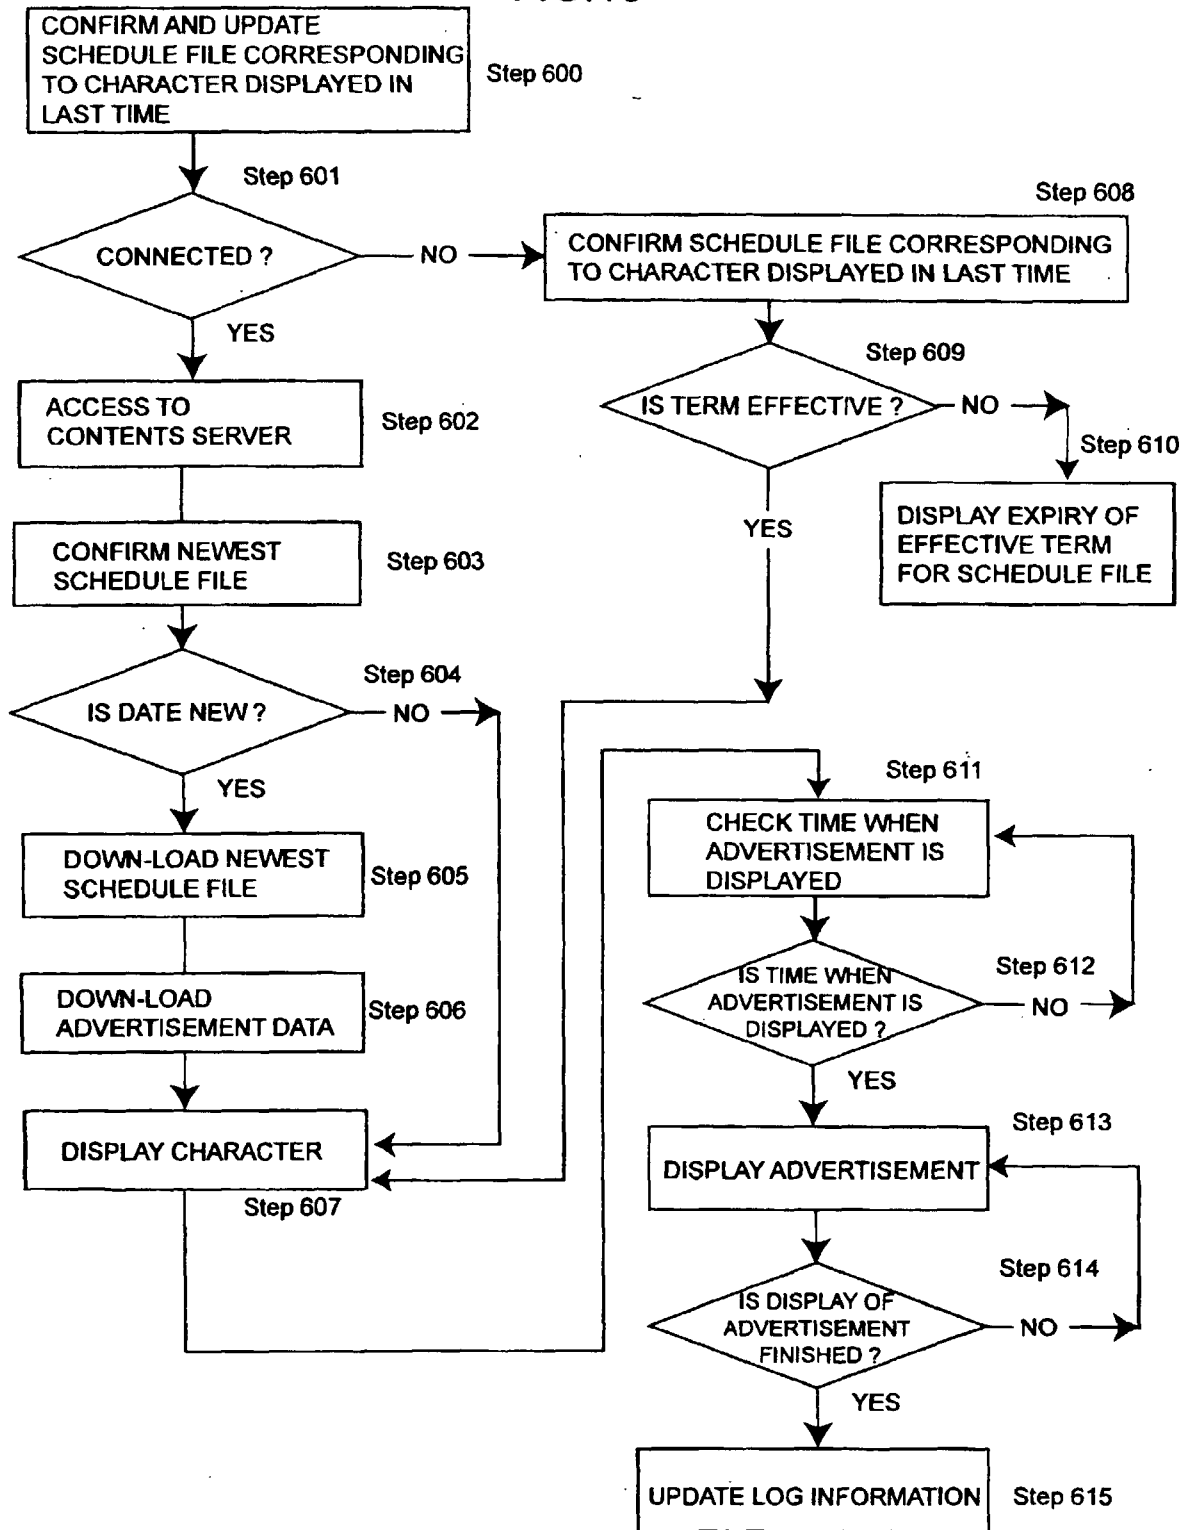 CONFIRM AND UPDATE
SCHEDULE FILE CORRESPONDING
TO CHARACTER DISPLAYED IN
LAST TIME
Step 600
Step 601
CONNECTED ?
NO
YES
ACCESS TO
CONTENTS SERVER
Step 602
CONFIRM NEWEST
SCHEDULE FILE
Step 603
Step 604
IS DATE NEW ?
NO
YES
DOWN-LOAD NEWEST
SCHEDULE FILE
Step 605
DOWN-LOAD
ADVERTISEMENT DATA
Step 606
DISPLAY CHARACTER
Step 607
Step 608
CONFIRM SCHEDULE FILE CORRESPONDING
TO CHARACTER DISPLAYED IN LAST TIME
Step 609
IS TERM EFFECTIVE ?
NO
YES
Step 610
DISPLAY EXPIRY OF
EFFECTIVE TERM
FOR SCHEDULE FILE
Step 611
CHECK TIME WHEN
ADVERTISEMENT IS
DISPLAYED
Step 612
IS TIME WHEN
ADVERTISEMENT IS
DISPLAYED ?
NO
YES
Step 613
DISPLAY ADVERTISEMENT
Step 614
IS DISPLAY OF
ADVERTISEMENT
FINISHED ?
NO
YES
UPDATE LOG INFORMATION
Step 615